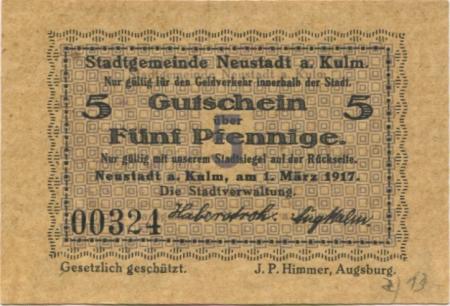 Stadtgemeinde Neustadt a. Kulm.
Nur gültig für den Geldverkehr innerhalb der Stadt.
5 Gutschein 5
über
Fünf Pfennige.
Nur gültig mit unserem Stadtsiegel auf der Rückseite.
Neustadt a. Kulm, am 1. März 1917.
Die Stadtverwaltung.
00324
Gesetzlich geschützt. J. P. Himmer, Augsburg.
13